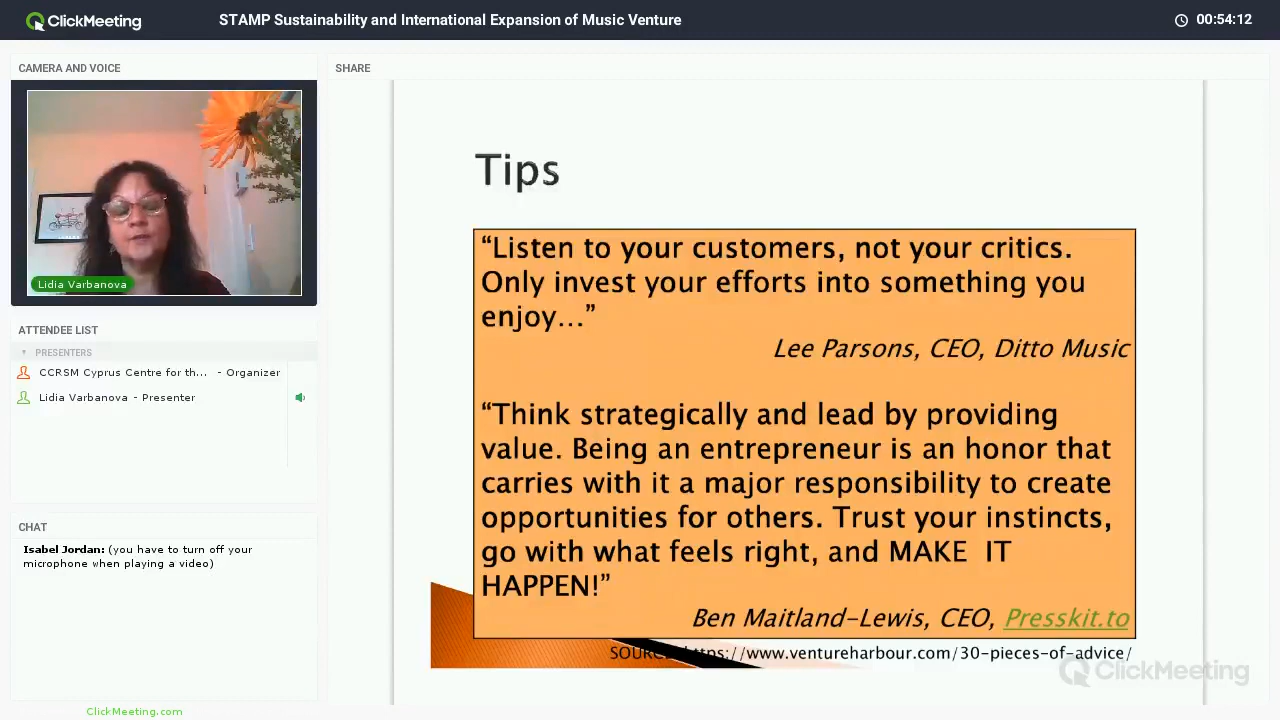 ClickMeeting
STAMP Sustainability and International Expansion of Music Venture
00:54:12
CAMERA AND VOICE
Lidia Varbanova
ATTENDEE LIST
PRESENTERS
CCRSM Cyprus Centre for th... - Organizer
Lidia Varbanova - Presenter
CHAT
Isabel Jordan: (you have to turn off your
microphone when playing a video)
ClickMeeting.com
SHARE
Tips
“Listen to your customers, not your critics.
Only invest your efforts into something you
enjoy...”
Lee Parsons, CEO, Ditto Music
“Think strategically and lead by providing
value. Being an entrepreneur is an honor that
carries with it a major responsibility to create
opportunities for others. Trust your instincts,
go with what feels right, and MAKE IT
HAPPEN!”
Ben Maitland-Lewis, CEO, Presskit.to
https://www.ventureharbour.com/30-pieces-of-advice/
ClickMeeting